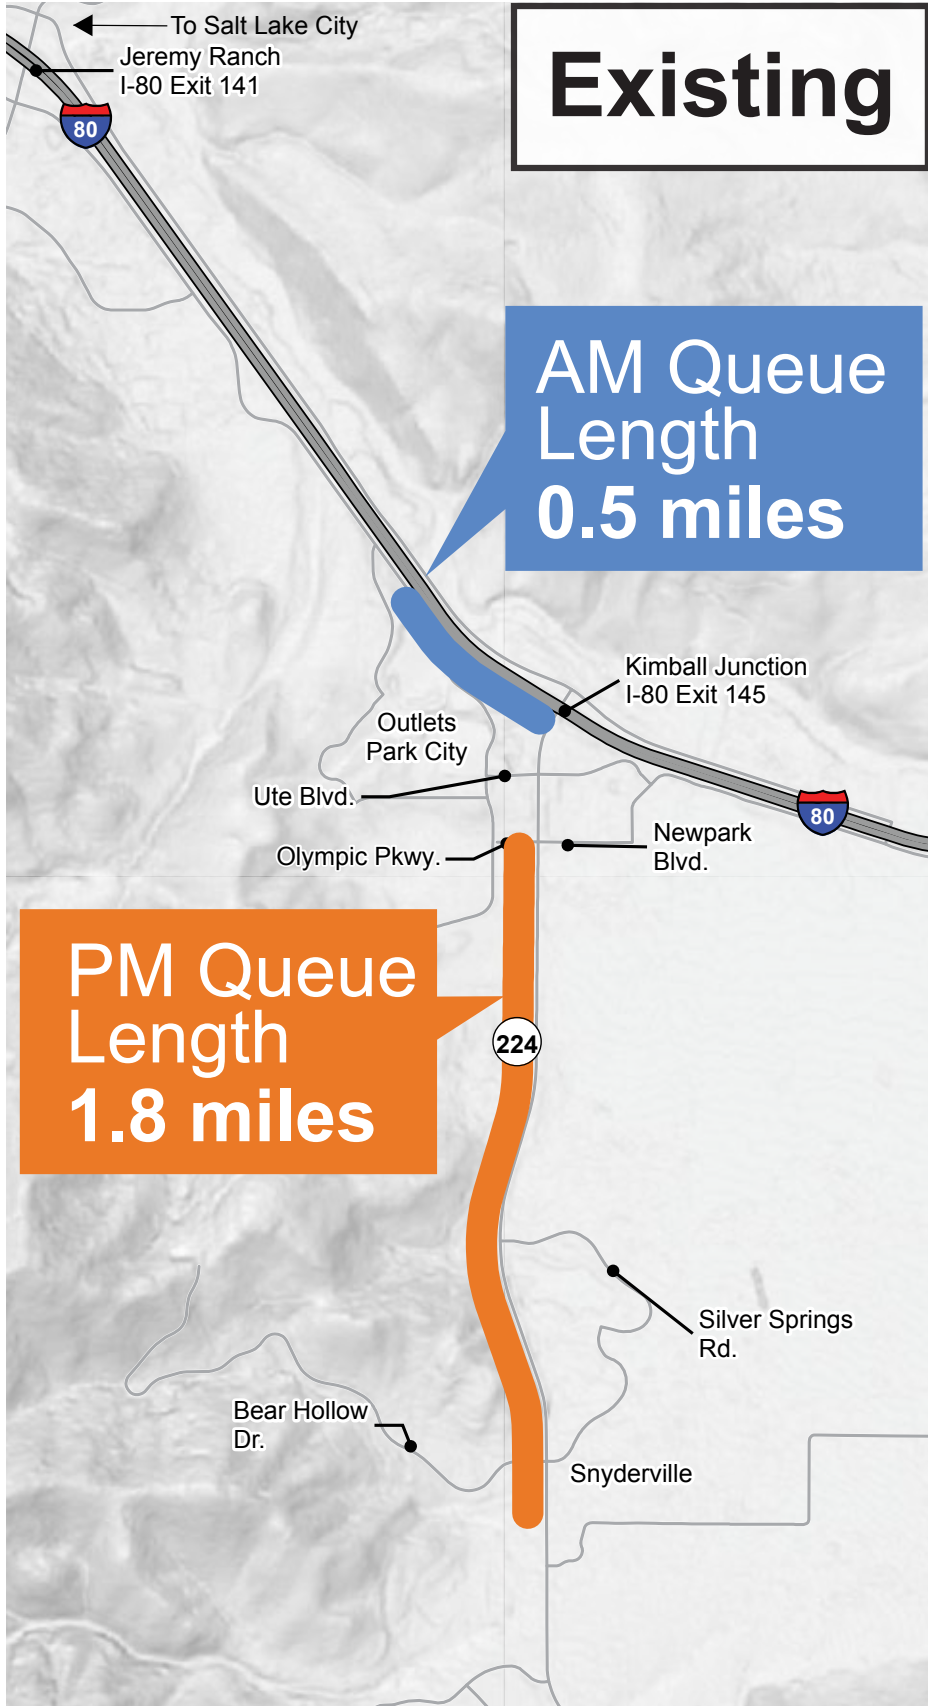 To Salt Lake City
Jeremy Ranch
I-80 Exit 141
80
Existing
AM Queue
Length
0.5 miles
Kimball Junction
I-80 Exit 145
Outlets
Park City
Ute Blvd.
80
Olympic Pkwy.
Newpark
Blvd.
PM Queue
Length
1.8 miles
224
Silver Springs
Rd.
Bear Hollow
Dr.
Snyderville